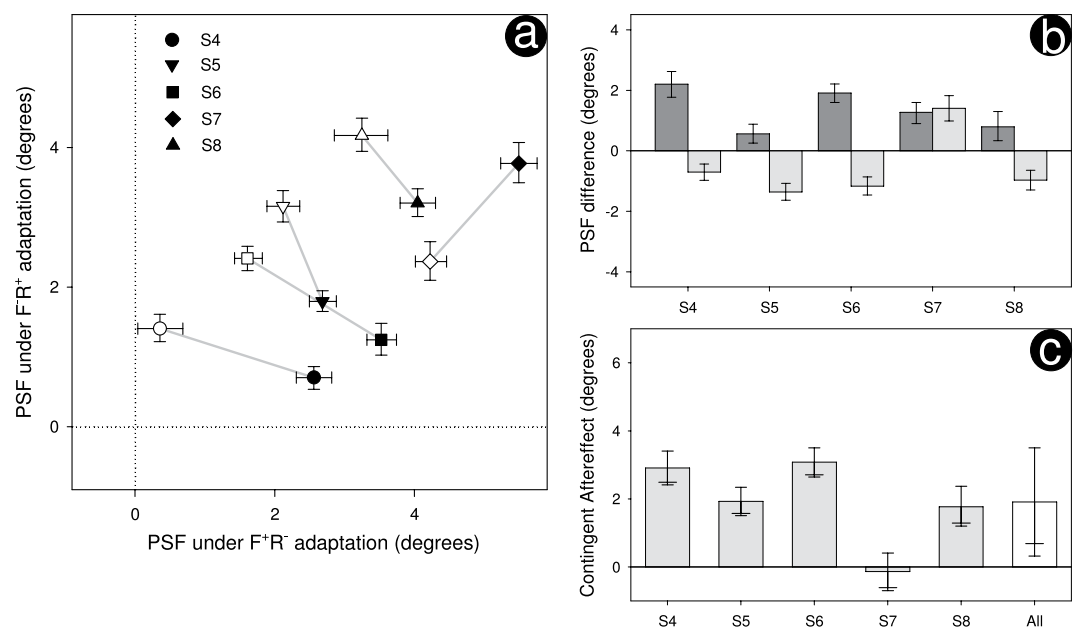 a
S4
S5
S6
S7
S8
4
2
0
0 2 4
PSF under F⁻R⁺ adaptation (degrees)
PSF under F⁺R⁻ adaptation (degrees)
b
4
2
0
-2
-4
PSF difference (degrees)
S4 S5 S6 S7 S8
c
6
4
2
0
Contingent Aftereffect (degrees)
S4 S5 S6 S7 S8 All